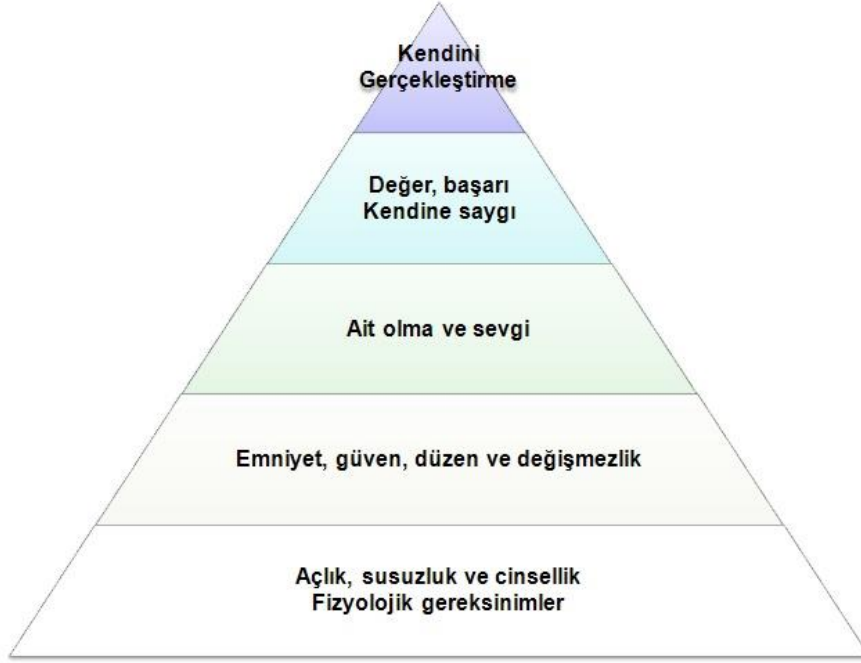 Kendini
Gerçekleştirme
Değer, başarı
Kendine saygı
Ait olma ve sevgi
Emniyet, güven, düzen ve değişmezlik
Açlık, susuzluk ve cinsellik
Fizyolojik gereksinimler